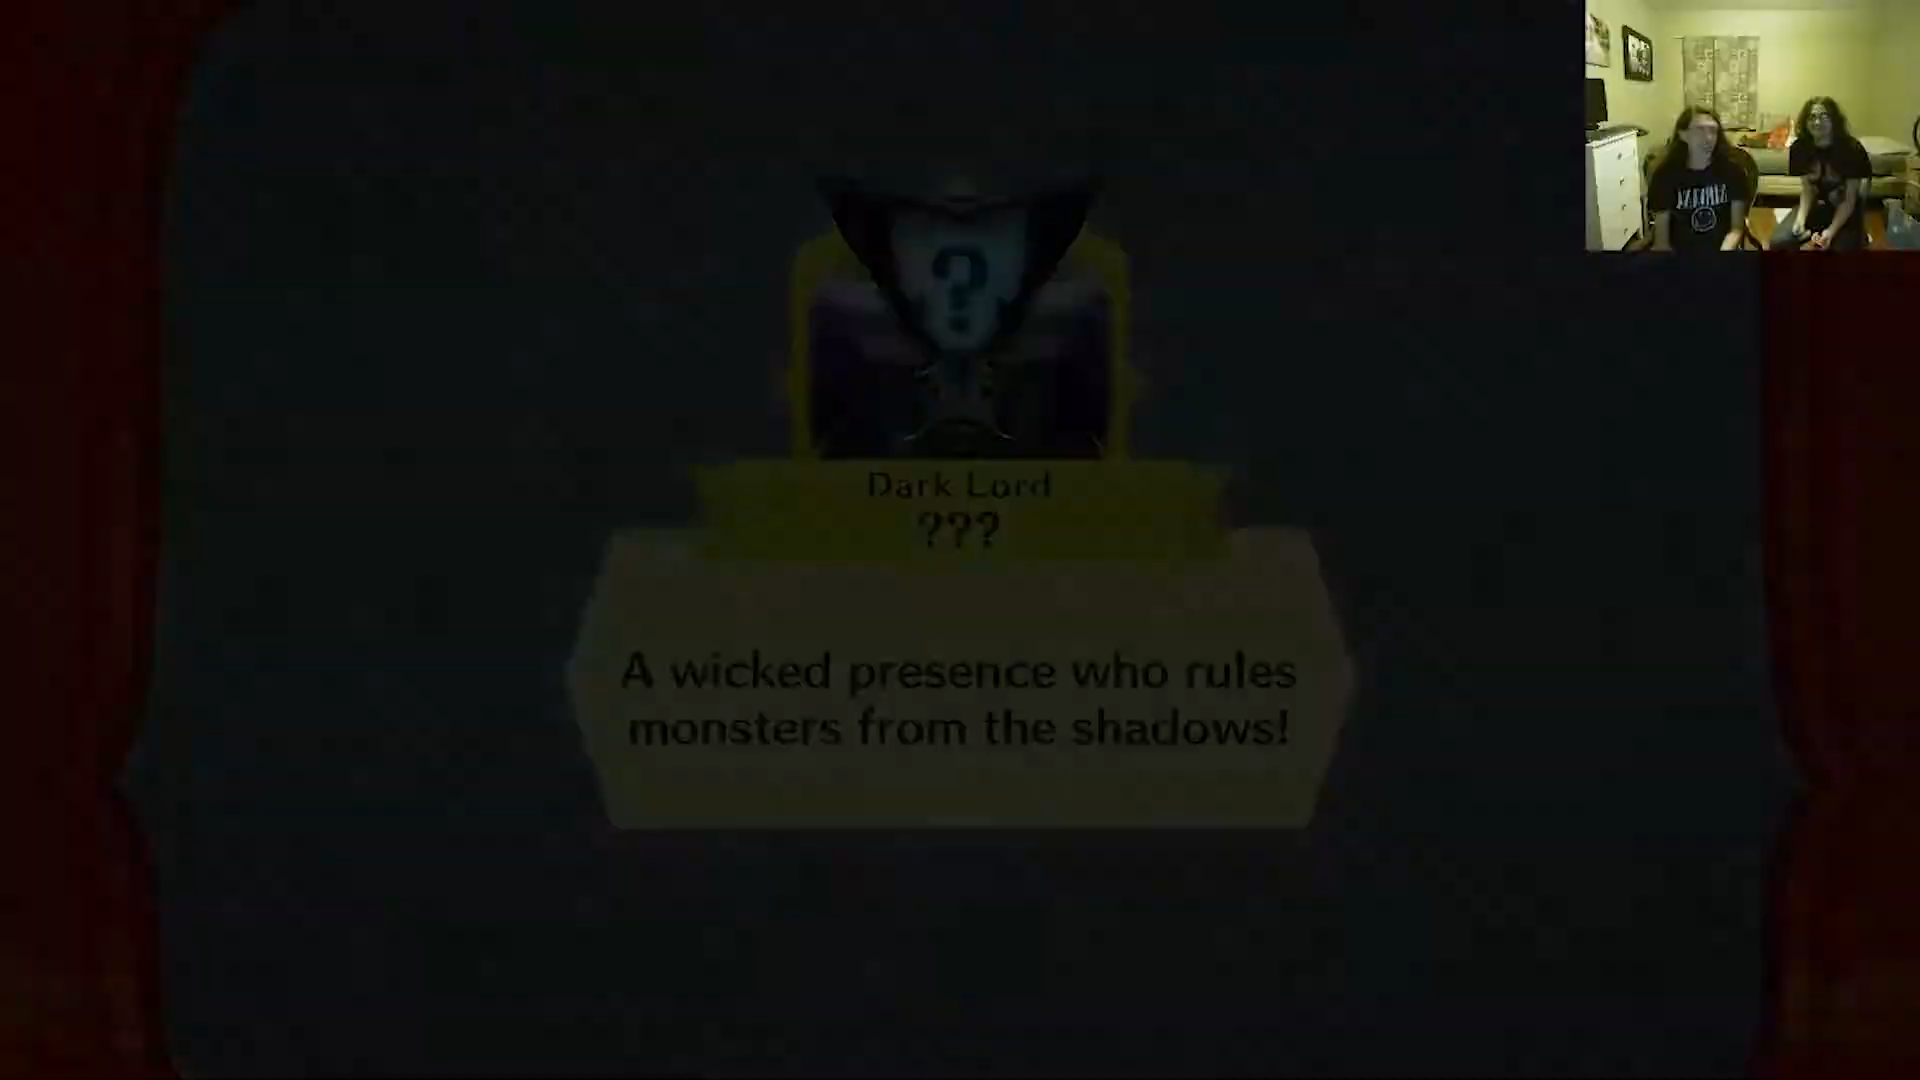 ?
Dark Lord
???
A wicked presence who rules
monsters from the shadows!